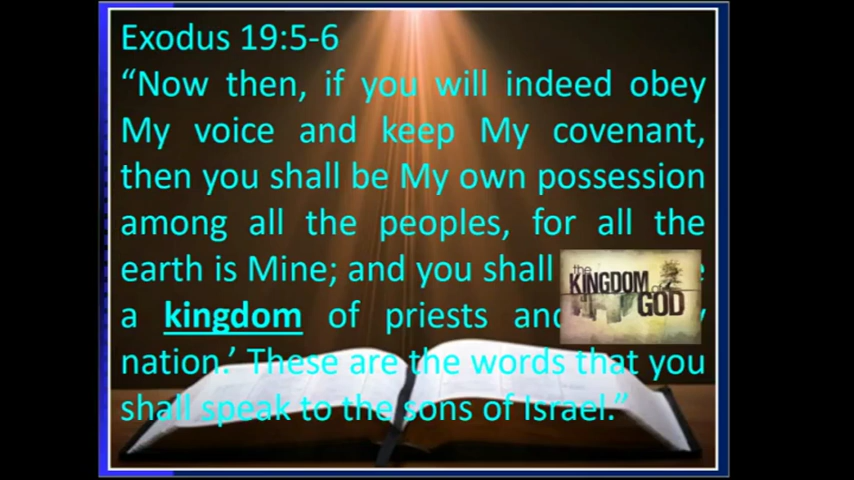 Exodus 19:5-6
“Now then, if you will indeed obey
My voice and keep My covenant,
then you shall be My own possession
among all the peoples, for all the
earth is Mine; and you shall
a kingdom of priests and
nation.’ These are the words that you
shall speak to the sons of Israel.”
the
KINGDOM of
GOD